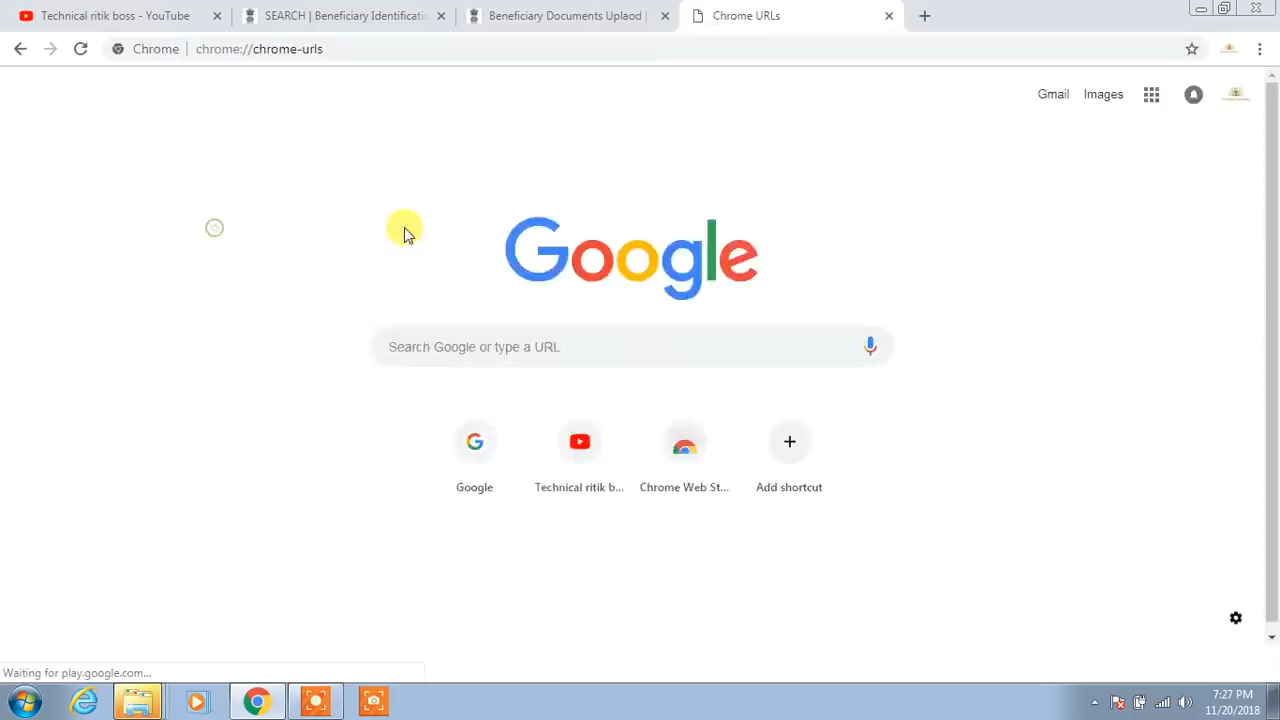 Technical ritik boss - YouTube
SEARCH | Beneficiary Identificatio
Beneficiary Documents Uplaod |
Chrome URLs
Chrome
chrome://chrome-urls
Gmail
Images
Google
Search Google or type a URL
Google
Technical ritik b...
Chrome Web St...
Add shortcut
Waiting for play.google.com...
7:27 PM
11/20/2018